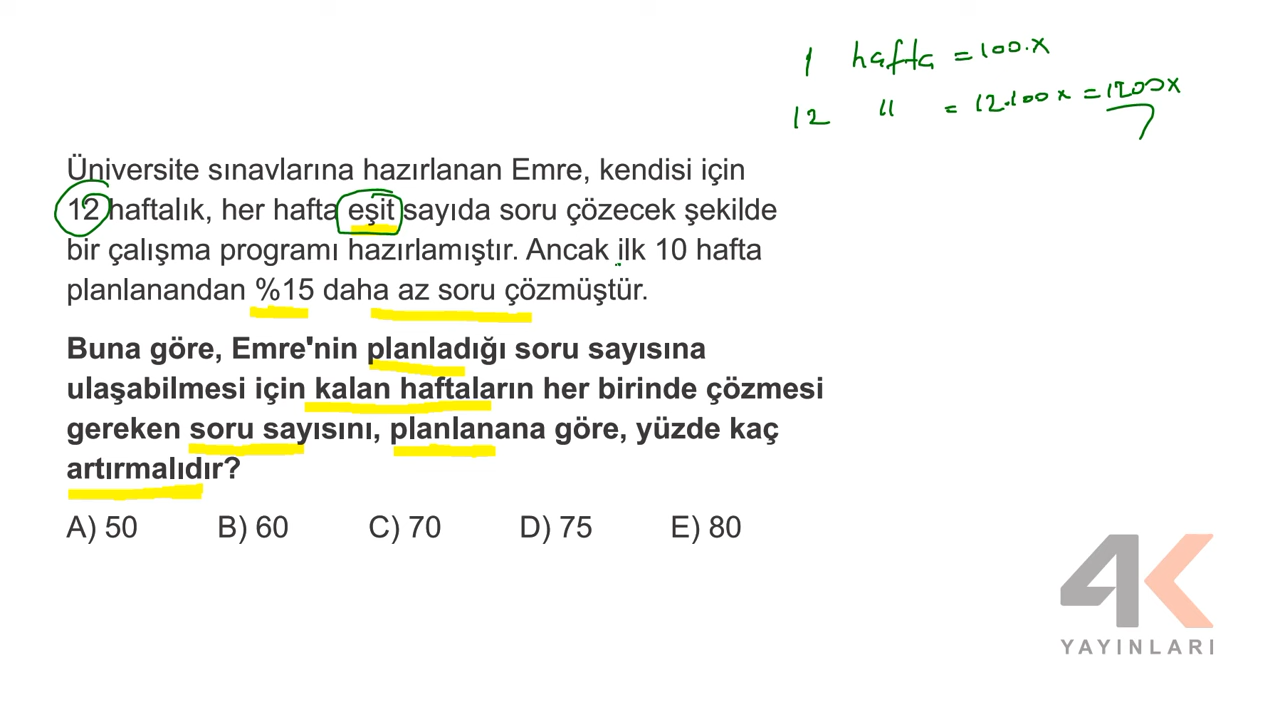 1 hafta = 100.x
12 " = 12.100x = 1200x
Üniversite sınavlarına hazırlanan Emre, kendisi için
12 haftalık, her hafta eşit sayıda soru çözecek şekilde
bir çalışma programı hazırlamıştır. Ancak ilk 10 hafta
planlanandan %15 daha az soru çözmüştür.
Buna göre, Emre'nin planladığı soru sayısına
ulaşabilmesi için kalan haftaların her birinde çözmesi
gereken soru sayısını, planlanana göre, yüzde kaç
artırmalıdır?
A) 50 B) 60 C) 70 D) 75 E) 80
4K
YAYINLARI